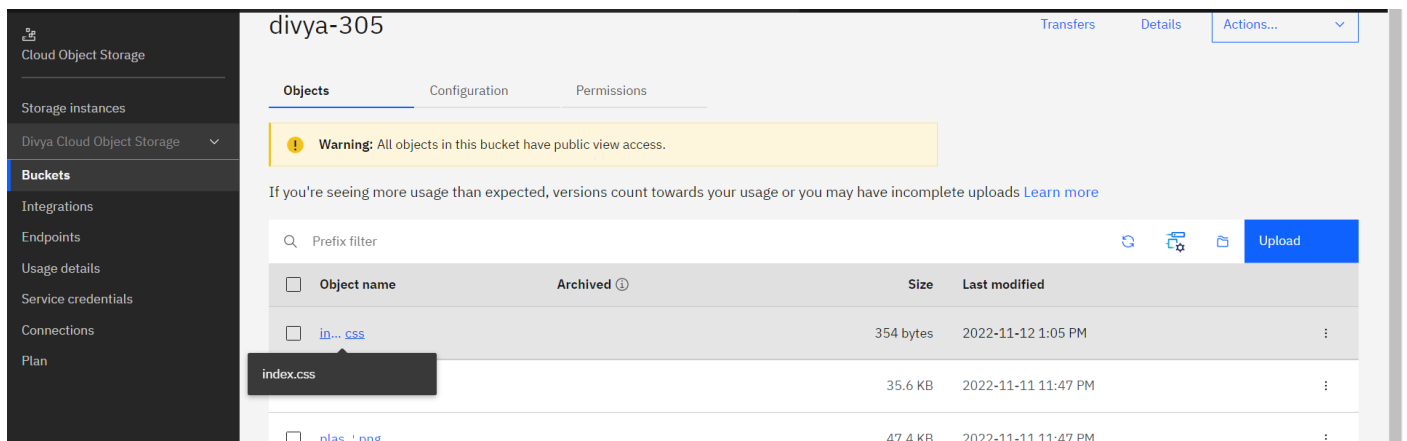 divya-305
Transfers
Details
Actions...
Cloud Object Storage
Storage instances
Divya Cloud Object Storage
Buckets
Integrations
Endpoints
Usage details
Service credentials
Connections
Plan
Objects
Configuration
Permissions
Warning: All objects in this bucket have public view access.
If you're seeing more usage than expected, versions count towards your usage or you may have incomplete uploads Learn more
Prefix filter
Upload
Object name
Archived
Size
Last modified
in... css
354 bytes
2022-11-12 1:05 PM
index.css
35.6 KB
2022-11-11 11:47 PM
47.4 KB
2022-11-11 11:47 PM